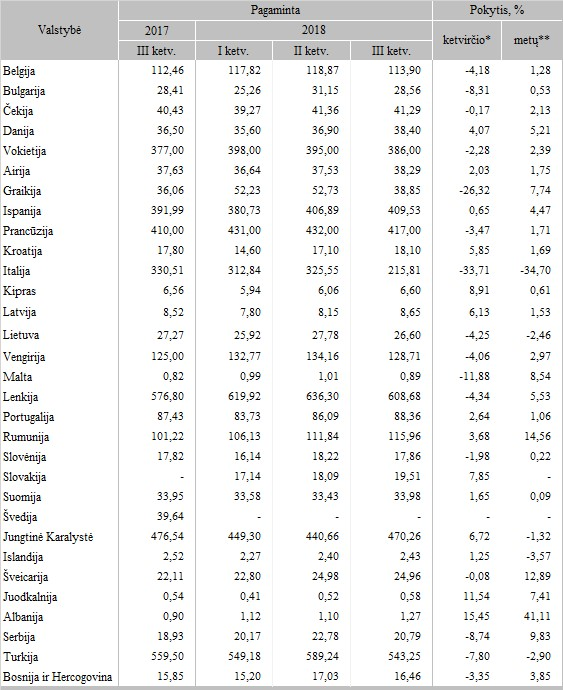 Valstybė Pagaminta Pokytis, %
2017 2018 ketvirčio* metų**
III ketv. I ketv. II ketv. III ketv.
Belgija 112,46 117,82 118,87 113,90 -4,18 1,28
Bulgarija 28,41 25,26 31,15 28,56 -8,31 0,53
Čekija 40,43 39,27 41,36 41,29 -0,17 2,13
Danija 36,50 35,60 36,90 38,40 4,07 5,21
Vokietija 377,00 398,00 395,00 386,00 -2,28 2,39
Airija 37,63 36,64 37,53 38,29 2,03 1,75
Graikija 36,06 52,23 52,73 38,85 -26,32 7,74
Ispanija 391,99 380,73 406,89 409,53 0,65 4,47
Prancūzija 410,00 431,00 432,00 417,00 -3,47 1,71
Kroatija 17,80 14,60 17,10 18,10 5,85 1,69
Italija 330,51 312,84 325,55 215,81 -33,71 -34,70
Kipras 6,56 5,94 6,06 6,60 8,91 0,61
Latvija 8,52 7,80 8,15 8,65 6,13 1,53
Lietuva 27,27 25,92 27,78 26,60 -4,25 -2,46
Vengirija 125,00 132,77 134,16 128,71 -4,06 2,97
Malta 0,82 0,99 1,01 0,89 -11,88 8,54
Lenkija 576,80 619,92 636,30 608,68 -4,34 5,53
Portugalija 87,43 83,73 86,09 88,36 2,64 1,06
Rumunija 101,22 106,13 111,84 115,96 3,68 14,56
Slovėnija 17,82 16,14 18,22 17,86 -1,98 0,22
Slovakija - 17,14 18,09 19,51 7,85 -
Suomija 33,95 33,58 33,43 33,98 1,65 0,09
Švedija 39,64 - - - - -
Jungtinė Karalystė 476,54 449,30 440,66 470,26 6,72 -1,32
Islandija 2,52 2,27 2,40 2,43 1,25 -3,57
Šveicarija 22,11 22,80 24,98 24,96 -0,08 12,89
Juodkalnija 0,54 0,41 0,52 0,58 11,54 7,41
Albanija 0,90 1,12 1,10 1,27 15,45 41,11
Serbija 18,93 20,17 22,78 20,79 -8,74 9,83
Turkija 559,50 549,18 589,24 543,25 -7,80 -2,90
Bosnija ir Hercogovina 15,85 15,20 17,03 16,46 -3,35 3,85